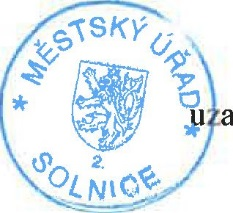 * MĚSTSKÝ ÚŘAD *
uza
2.
SOLNICE